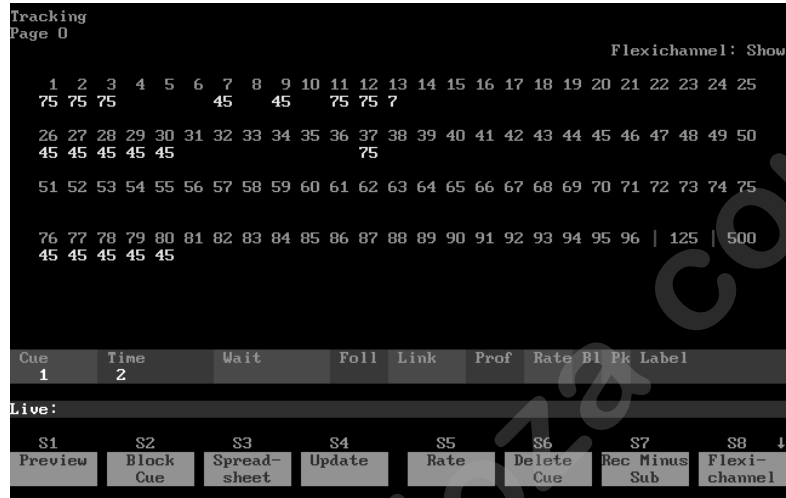 Tracking
Page 0
Flexichannel: Show
1 2 3 4 5 6 7 8 9 10 11 12 13 14 15 16 17 18 19 20 21 22 23 24 25
75 75 75 45 45 75 75 7
26 27 28 29 30 31 32 33 34 35 36 37 38 39 40 41 42 43 44 45 46 47 48 49 50
45 45 45 45 45 75
51 52 53 54 55 56 57 58 59 60 61 62 63 64 65 66 67 68 69 70 71 72 73 74 75
76 77 78 79 80 81 82 83 84 85 86 87 88 89 90 91 92 93 94 95 96 | 125 | 500
45 45 45 45 45
Cue Time Wait Foll Link Prof Rate Bl Pk Label
1 2
Live:
S1 S2 S3 S4 S5 S6 S7 S8 ↓
Preview Block Spread- Update Rate Delete Rec Minus Flexi-
Cue sheet Cue Sub channel